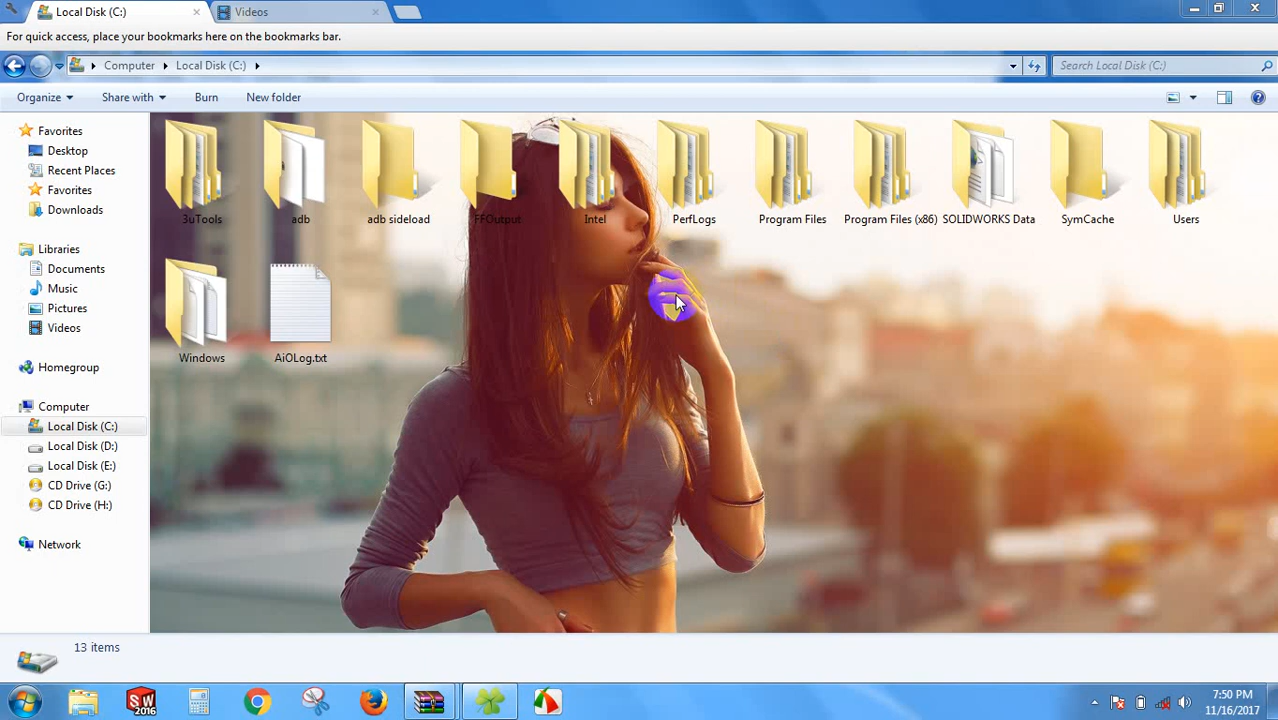 Local Disk (C:)
Videos
For quick access, place your bookmarks here on the bookmarks bar.
Computer
Local Disk (C:)
Search Local Disk (C:)
Organize
Share with
Burn
New folder
Favorites
Desktop
Recent Places
Favorites
Downloads
Libraries
Documents
Music
Pictures
Videos
Homegroup
Computer
Local Disk (C:)
Local Disk (D:)
Local Disk (E:)
CD Drive (G:)
CD Drive (H:)
Network
3uTools
adb
adb sideload
FFOutput
Intel
PerfLogs
Program Files
Program Files (x86)
SOLIDWORKS Data
SymCache
Users
Windows
AiOLog.txt
13 items
SW
2016
7:50 PM
11/16/2017